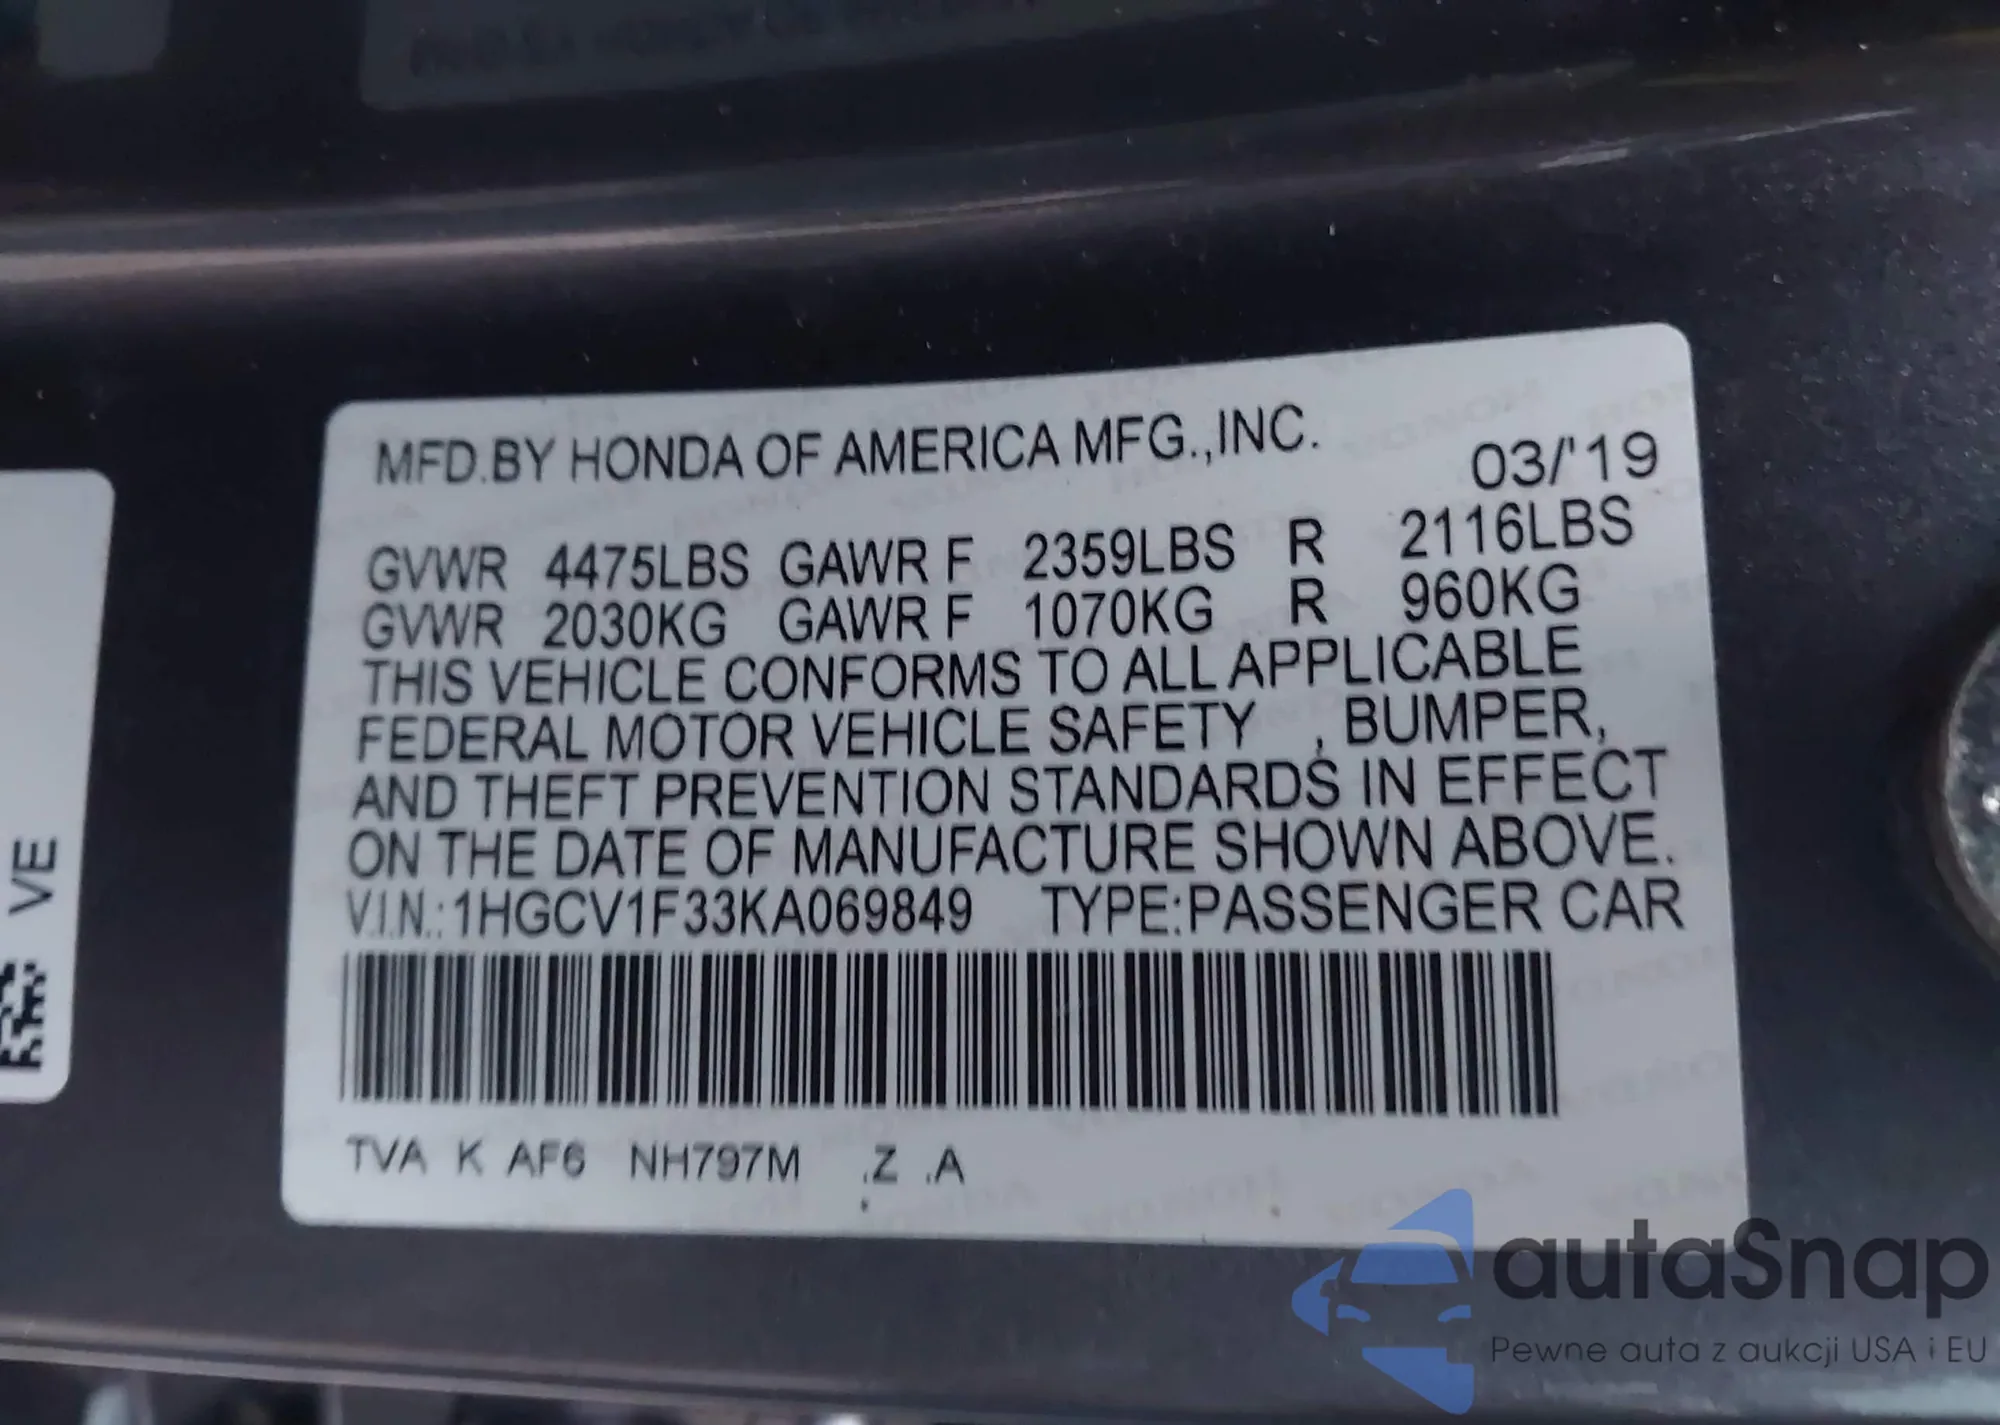 MFD.BY HONDA OF AMERICA MFG.,INC.
03/'19
GVWR 4475LBS GAWR F 2359LBS R 2116LBS
GVWR 2030KG GAWR F 1070KG R 960KG
THIS VEHICLE CONFORMS TO ALL APPLICABLE
FEDERAL MOTOR VEHICLE SAFETY , BUMPER,
AND THEFT PREVENTION STANDARDS IN EFFECT
ON THE DATE OF MANUFACTURE SHOWN ABOVE.
V.I.N.:1HGCV1F33KA069849 TYPE:PASSENGER CAR
TVA K AF6 NH797M .Z .A
VE
autaSnap
Pewne auta z aukcji USA i EU